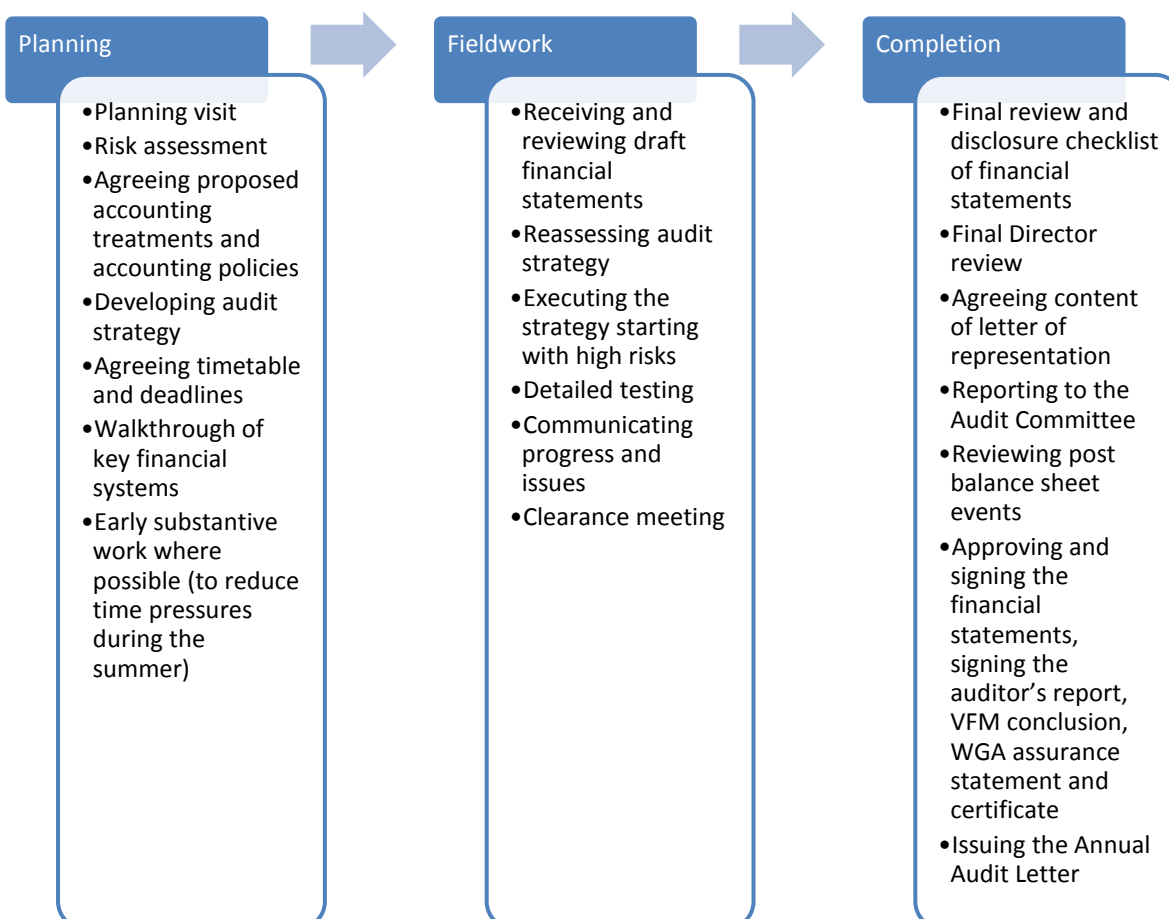 Planning
•Planning visit
•Risk assessment
•Agreeing proposed
accounting
treatments and
accounting policies
•Developing audit
strategy
•Agreeing timetable
and deadlines
•Walkthrough of
key financial
systems
•Early substantive
work where
possible (to reduce
time pressures
during the
summer)
Fieldwork
•Receiving and
reviewing draft
financial
statements
•Reassessing audit
strategy
•Executing the
strategy starting
with high risks
•Detailed testing
•Communicating
progress and
issues
•Clearance meeting
Completion
•Final review and
disclosure checklist
of financial
statements
•Final Director
review
•Agreeing content
of letter of
representation
•Reporting to the
Audit Committee
•Reviewing post
balance sheet
events
•Approving and
signing the
financial
statements,
signing the
auditor’s report,
VFM conclusion,
WGA assurance
statement and
certificate
•Issuing the Annual
Audit Letter